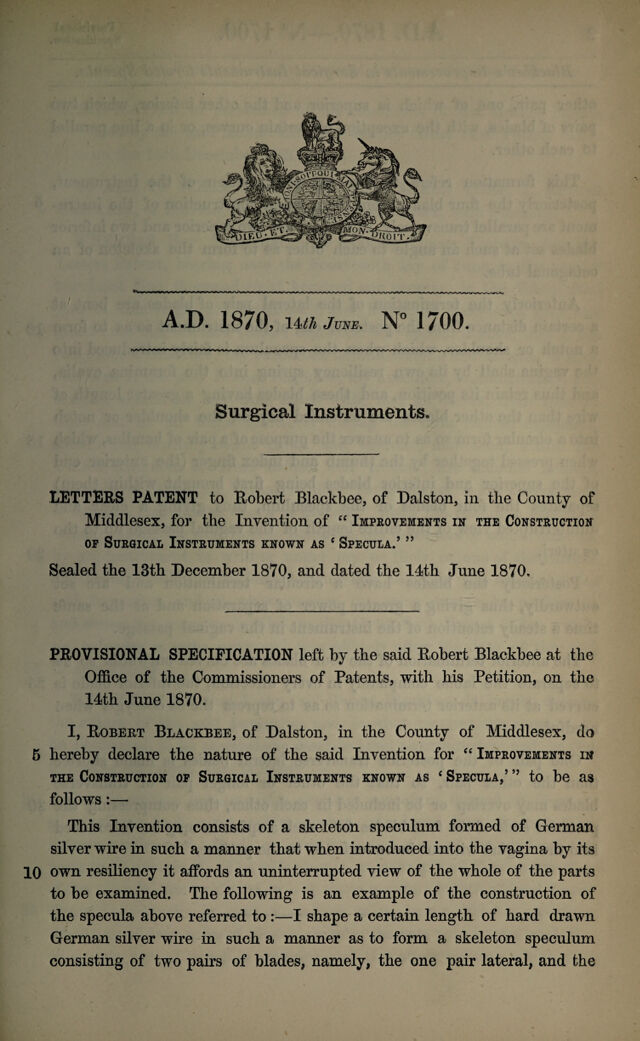 HONI SOIT QUI MAL
DIEU · ET · MON · DROIT ·
A.D. 1870, 14th June. No 1700.
Surgical Instruments.
LETTERS PATENT to Robert Blackbee, of Dalston, in the County of
Middlesex, for the Invention of “ Improvements in the Construction
of Surgical Instruments known as ‘ Specula.’ ”
Sealed the 13th December 1870, and dated the 14th June 1870.
PROVISIONAL SPECIFICATION left by the said Robert Blackbee at the
Office of the Commissioners of Patents, with his Petition, on the
14th June 1870.
I, Robert Blackbee, of Dalston, in the County of Middlesex, do
5 hereby declare the nature of the said Invention for “ Improvements in
the Construction of Surgical Instruments known as ‘ Specula,’ ” to be as
follows :—
This Invention consists of a skeleton speculum formed of German
silver wire in such a manner that when introduced into the vagina by its
10 own resiliency it affords an uninterrupted view of the whole of the parts
to be examined. The following is an example of the construction of
the specula above referred to :—I shape a certain length of hard drawn
German silver wire in such a manner as to form a skeleton speculum
consisting of two pairs of blades, namely, the one pair lateral, and the